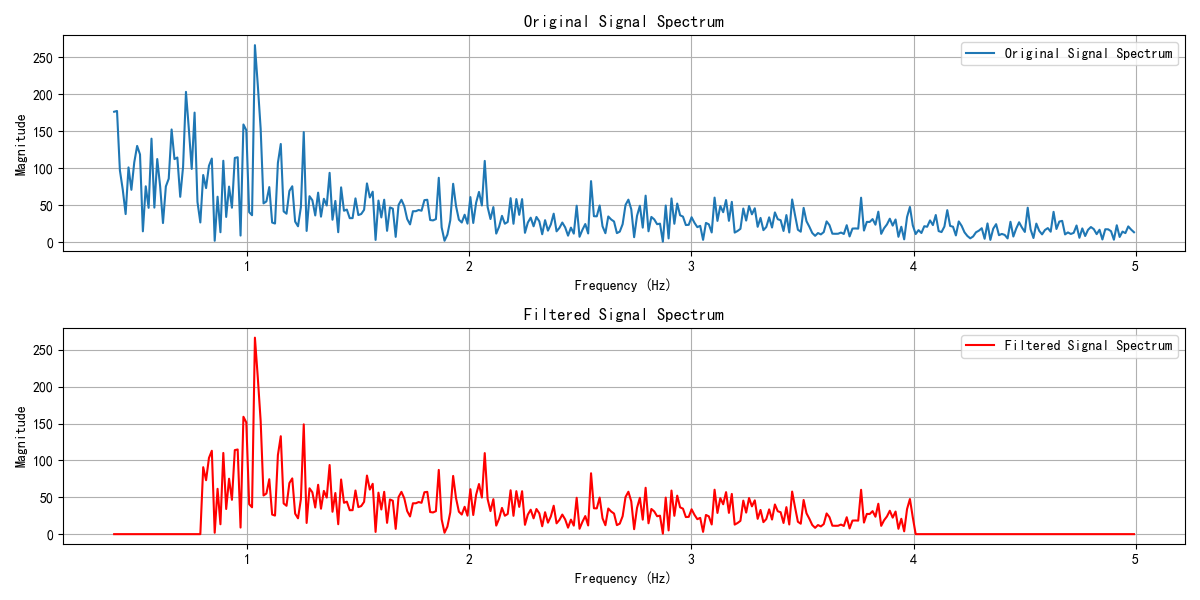 Original Signal Spectrum
Original Signal Spectrum
Magnitude
250
200
150
100
50
0
1 2 3 4 5
Frequency (Hz)
Filtered Signal Spectrum
Filtered Signal Spectrum
Magnitude
250
200
150
100
50
0
1 2 3 4 5
Frequency (Hz)